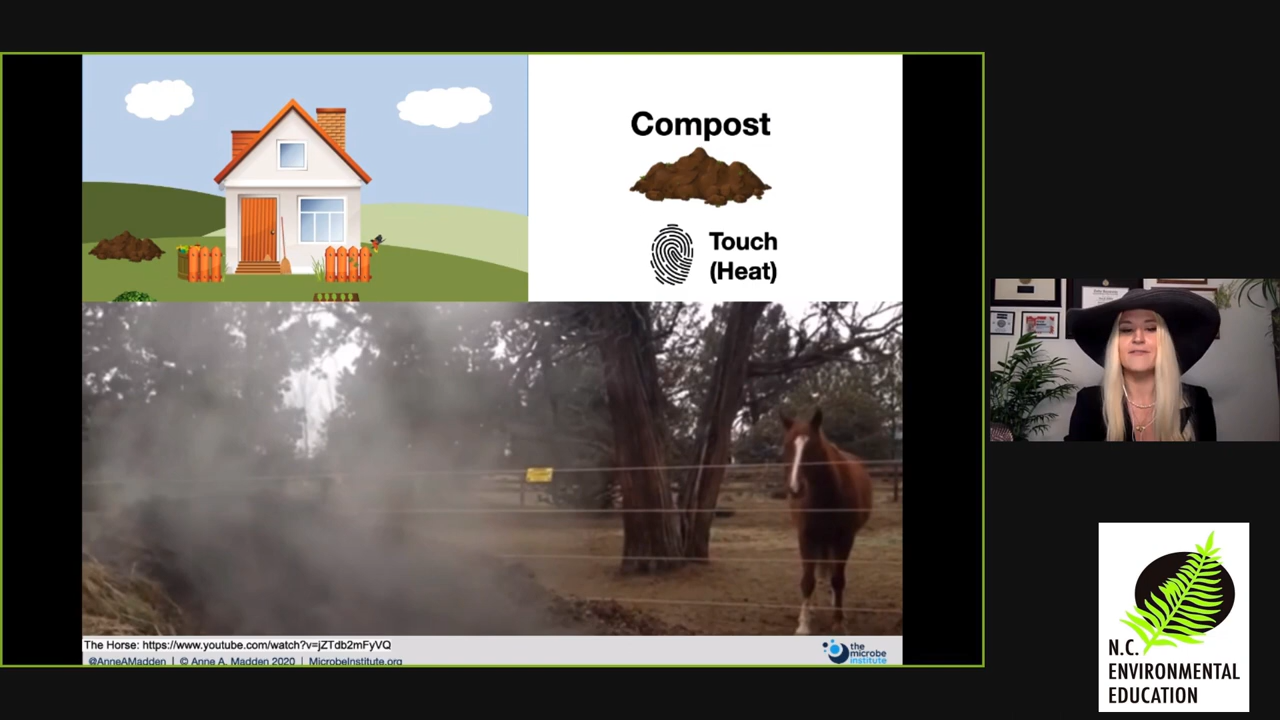 Compost
Touch
(Heat)
The Horse: https://www.youtube.com/watch?v=jZTdb2mFyVQ
@AnneAMadden | © Anne A. Madden 2020 | MicrobeInstitute.org
the
microbe
institute
N.C.
ENVIRONMENTAL
EDUCATION